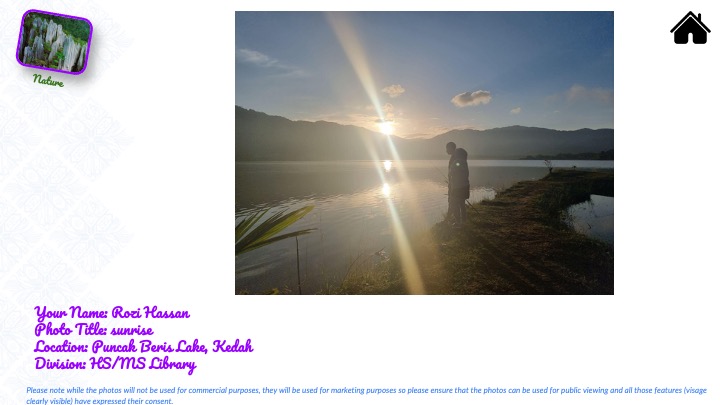 Nature
Your Name: Rozi Hassan
Photo Title: sunrise
Location: Puncak Beris Lake, Kedah
Division: HS/MS Library
Please note while the photos will not be used for commercial purposes, they will be used for marketing purposes so please ensure that the photos can be used for public viewing and all those features (visage
clearly visible) have expressed their consent.